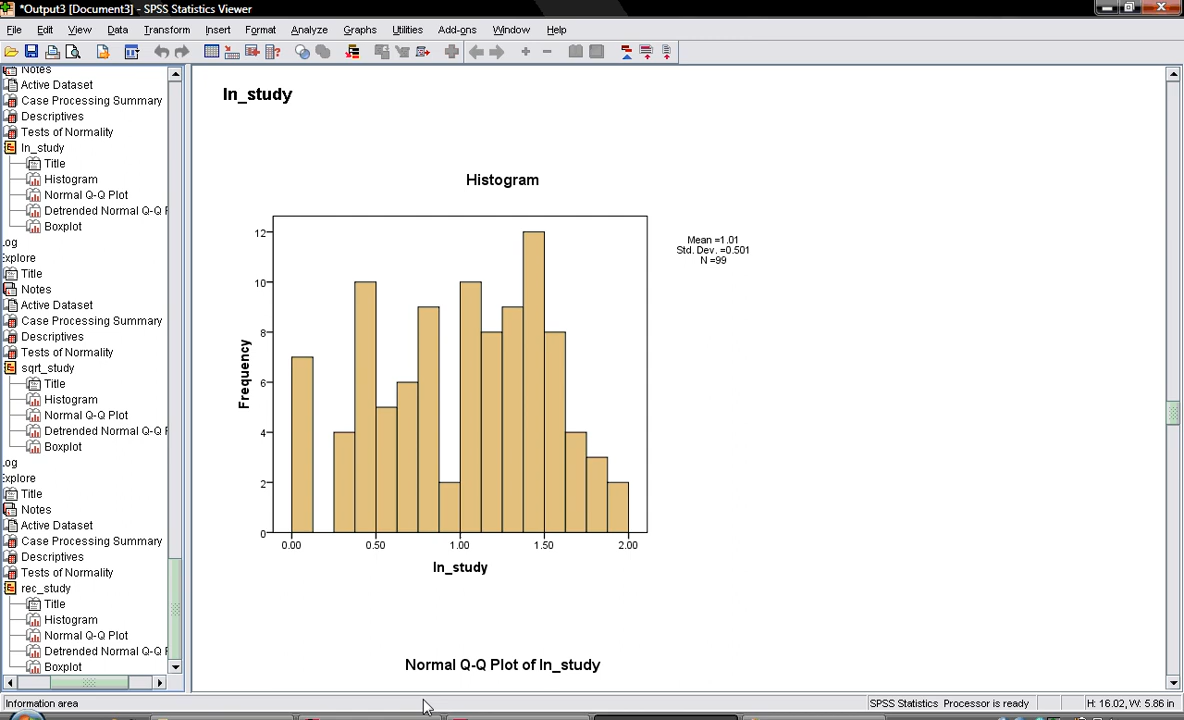 *Output3 [Document3] - SPSS Statistics Viewer
File Edit View Data Transform Insert Format Analyze Graphs Utilities Add-ons Window Help
Notes
Active Dataset
Case Processing Summary
Descriptives
Tests of Normality
ln_study
Title
Histogram
Normal Q-Q Plot
Detrended Normal Q-Q F
Boxplot
Log
Explore
Title
Notes
Active Dataset
Case Processing Summary
Descriptives
Tests of Normality
sqrt_study
Title
Histogram
Normal Q-Q Plot
Detrended Normal Q-Q F
Boxplot
Log
Explore
Title
Notes
Active Dataset
Case Processing Summary
Descriptives
Tests of Normality
rec_study
Title
Histogram
Normal Q-Q Plot
Detrended Normal Q-Q F
Boxplot
ln_study
Histogram
Mean =1.01
Std. Dev. =0.501
N =99
Frequency
12
10
8
6
4
2
0
0.00 0.50 1.00 1.50 2.00
ln_study
Normal Q-Q Plot of ln_study
Information area
SPSS Statistics Processor is ready
H: 16.02, W: 5.86 in